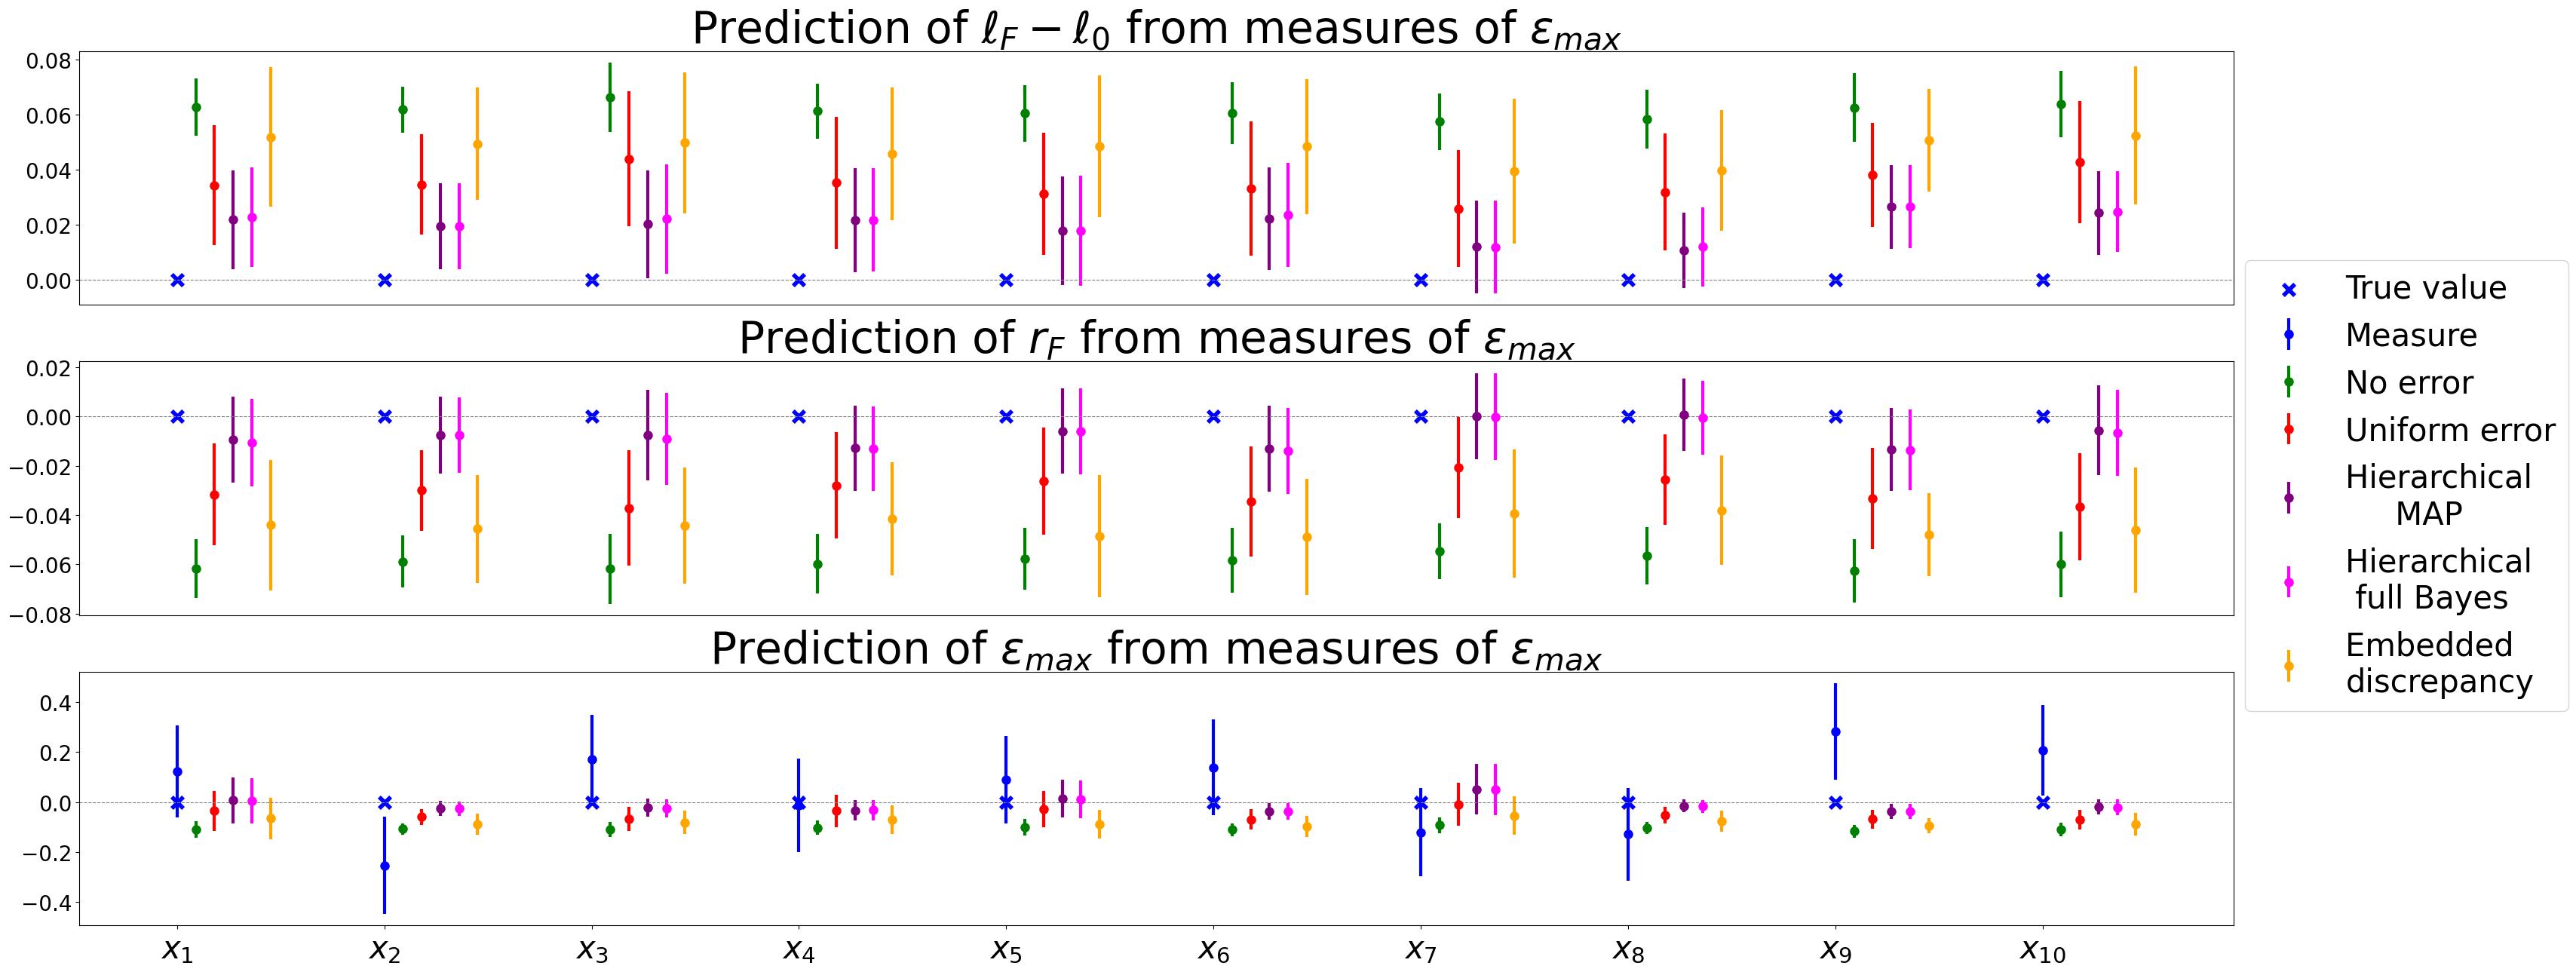 Prediction of ℓ_F − ℓ_0 from measures of ε_max
0.08
0.06
0.04
0.02
0.00
Prediction of r_F from measures of ε_max
0.02
0.00
−0.02
−0.04
−0.06
−0.08
Prediction of ε_max from measures of ε_max
0.4
0.2
0.0
−0.2
−0.4
x_1 x_2 x_3 x_4 x_5 x_6 x_7 x_8 x_9 x_10
True value
Measure
No error
Uniform error
Hierarchical
MAP
Hierarchical
full Bayes
Embedded
discrepancy